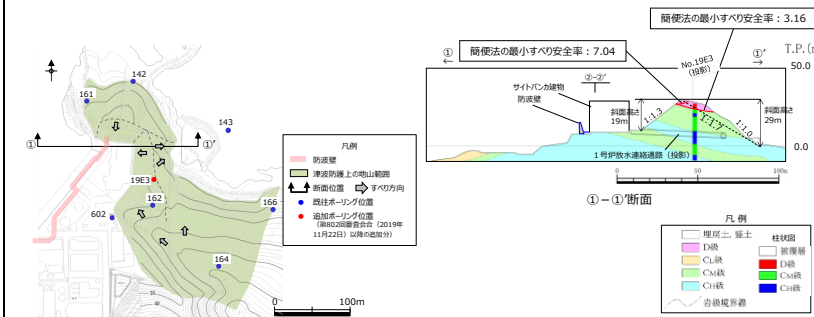 142
161
143
①
①'
19E3
162
602
166
164
0
100m
凡例
防波壁
津波防護上の地山範囲
断面位置
すべり方向
既往ボーリング位置
追加ボーリング位置
(第802回審査会合(2019年
11月22日)以降の追加分)
簡便法の最小すべり安全率:3.16
簡便法の最小すべり安全率:7.04
No.19E3
(投影)
①
①'
T.P.(m
50.0
②-②'
サイトバンカ建物
防波壁
斜面高さ
19m
1:1.3
1:1.7
1:1.0
斜面高さ
29m
1号炉放水連絡通路(投影)
0.0
0
50
100m
①-①'断面
凡 例
埋戻土, 盛土
D級
CL級
CM級
CH級
岩級境界線
柱状図
被覆層
D級
CM級
CH級